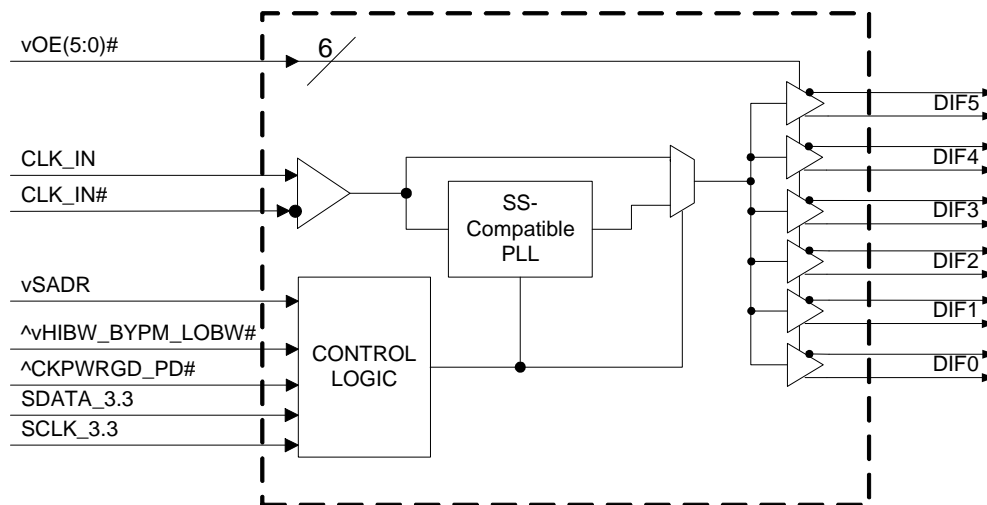 vOE(5:0)#
6
DIF5
CLK_IN
DIF4
CLK_IN#
SS-
Compatible
PLL
DIF3
DIF2
vSADR
DIF1
^vHIBW_BYPM_LOBW#
CONTROL
LOGIC
^CKPWRGD_PD#
DIF0
SDATA_3.3
SCLK_3.3